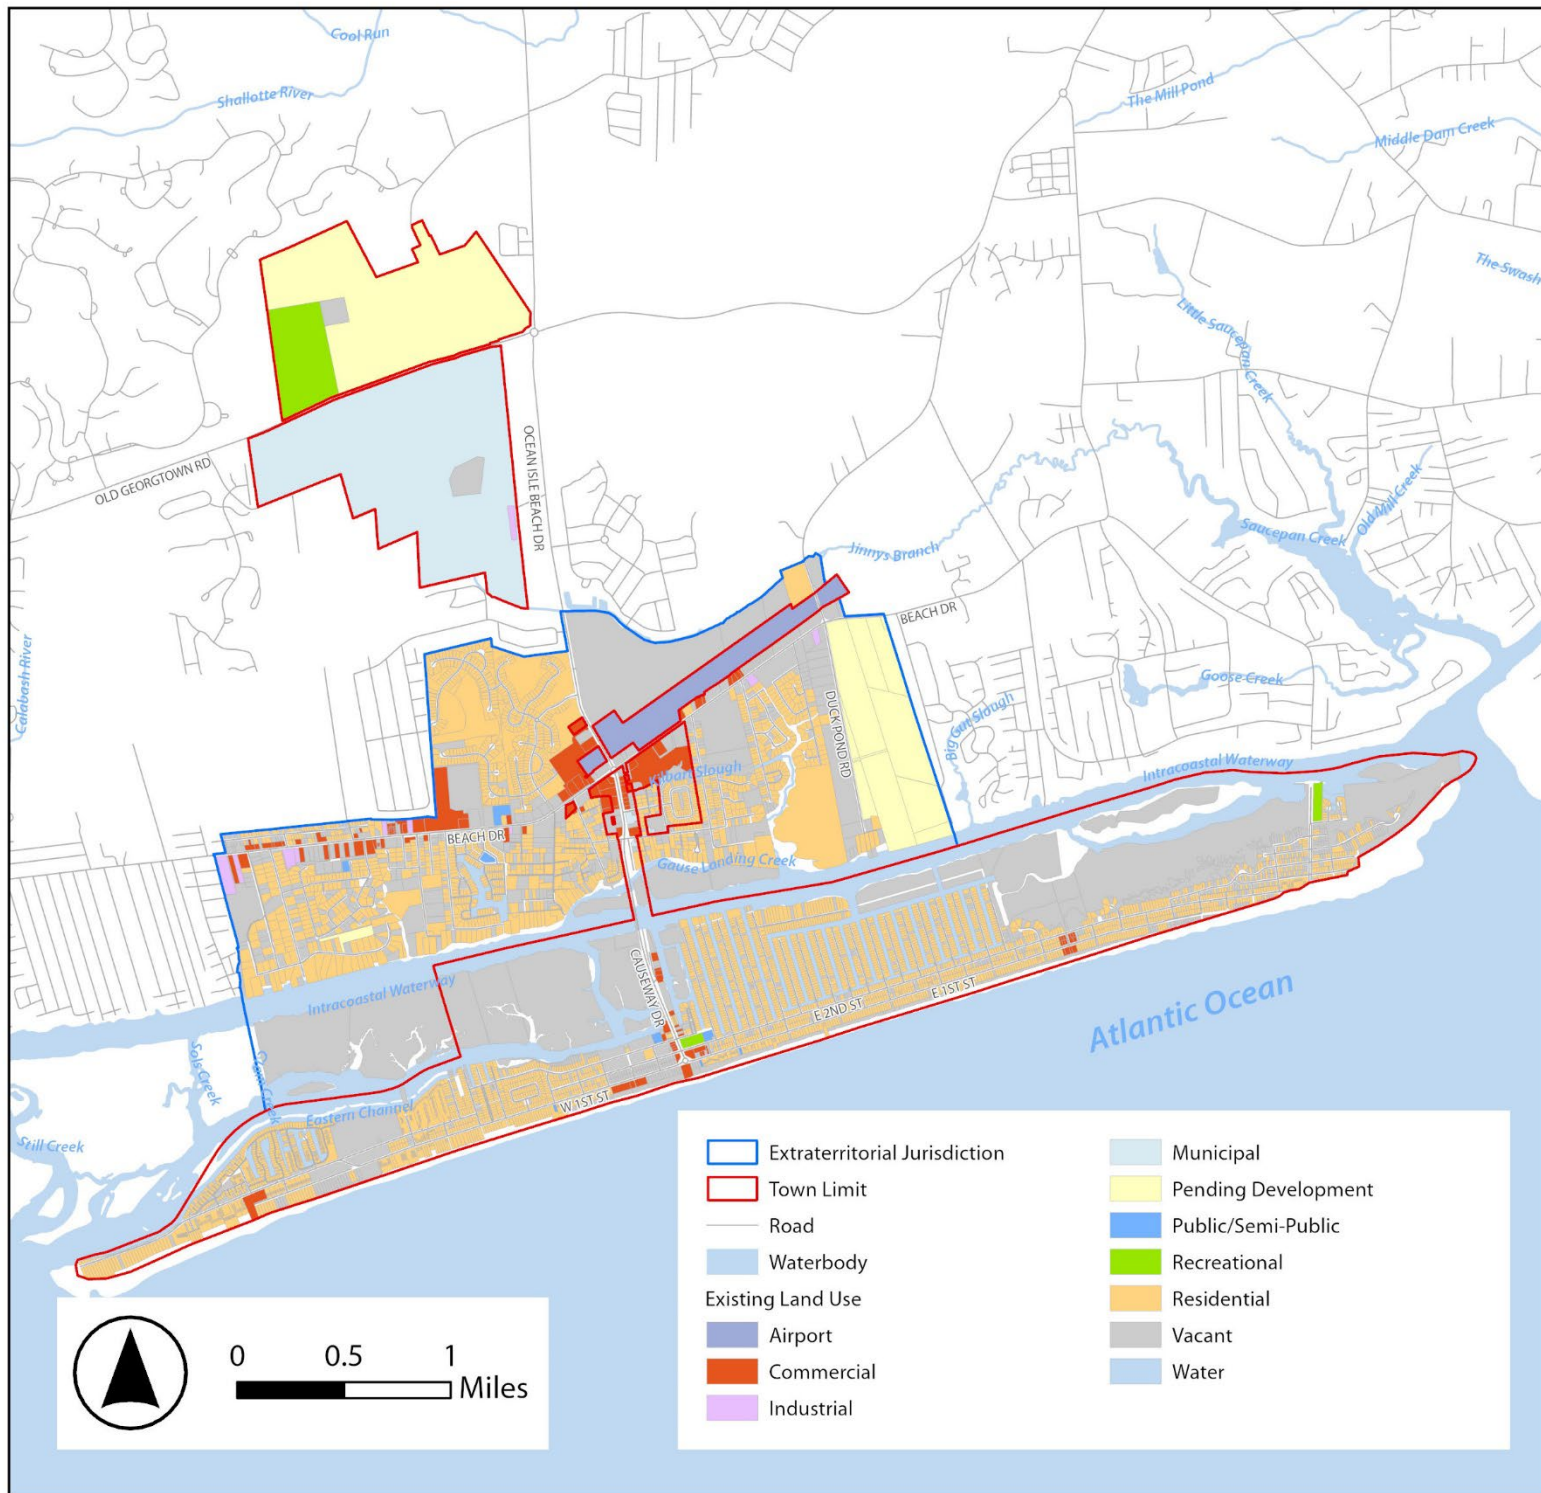 Cool Run
Shallotte River
The Mill Pond
Middle Dam Creek
The Swash
Little Saucepan Creek
OLD GEORGTOWN RD
OCEAN ISLE BEACH DR
Old Mill Creek
Saucepan Creek
Jinnys Branch
BEACH DR
Calabash River
Goose Creek
DUCK POND RD
Big Gut Slough
Slough
Intracoastal Waterway
BEACH DR
Gause Landing Creek
Intracoastal Waterway
CAUSEWAY DR
E 2ND ST
E 1ST ST
Atlantic Ocean
Sols Creek
Clam Creek
Eastern Channel
W 1ST ST
Still Creek
Extraterritorial Jurisdiction
Town Limit
Road
Waterbody
Existing Land Use
Airport
Commercial
Industrial
Municipal
Pending Development
Public/Semi-Public
Recreational
Residential
Vacant
Water
0 0.5 1
Miles